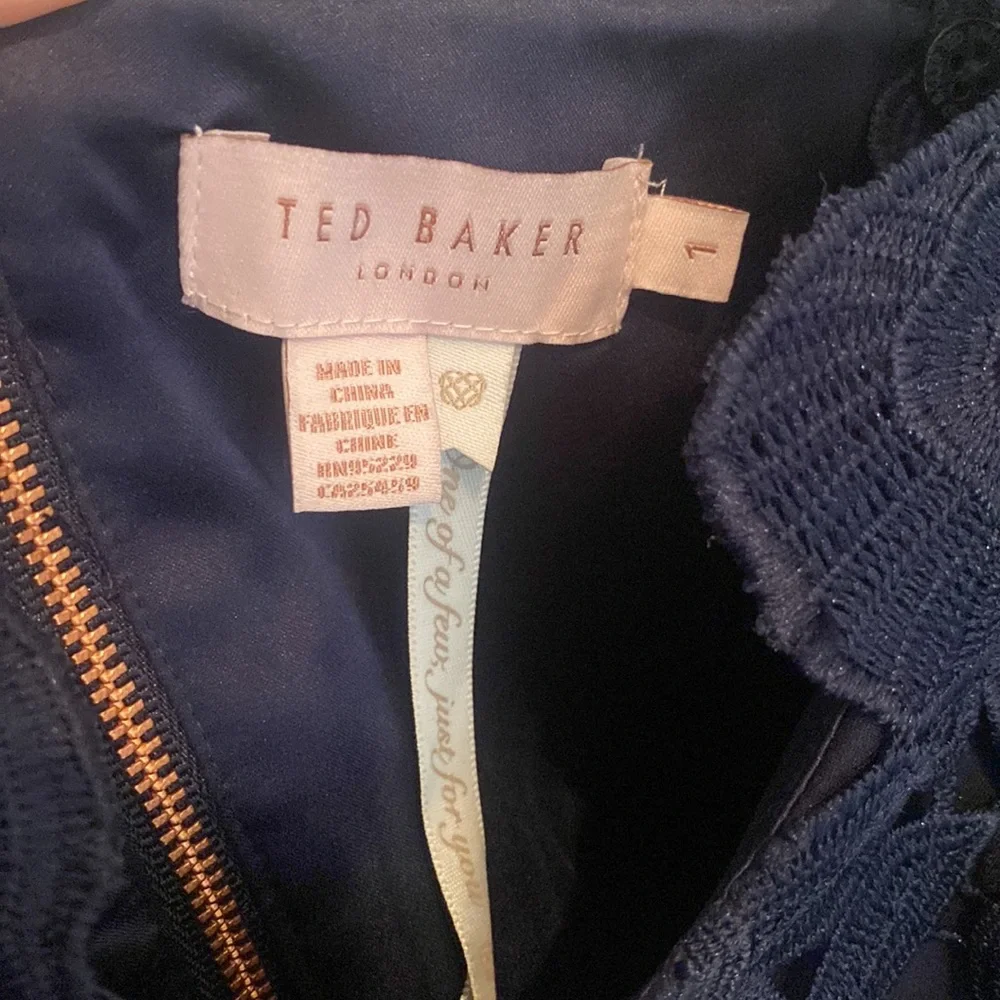 TED BAKER
LONDON
1
MADE IN
CHINA
FABRIQUE EN
CHINE
RN95229
CA25479
One of a few, just for you